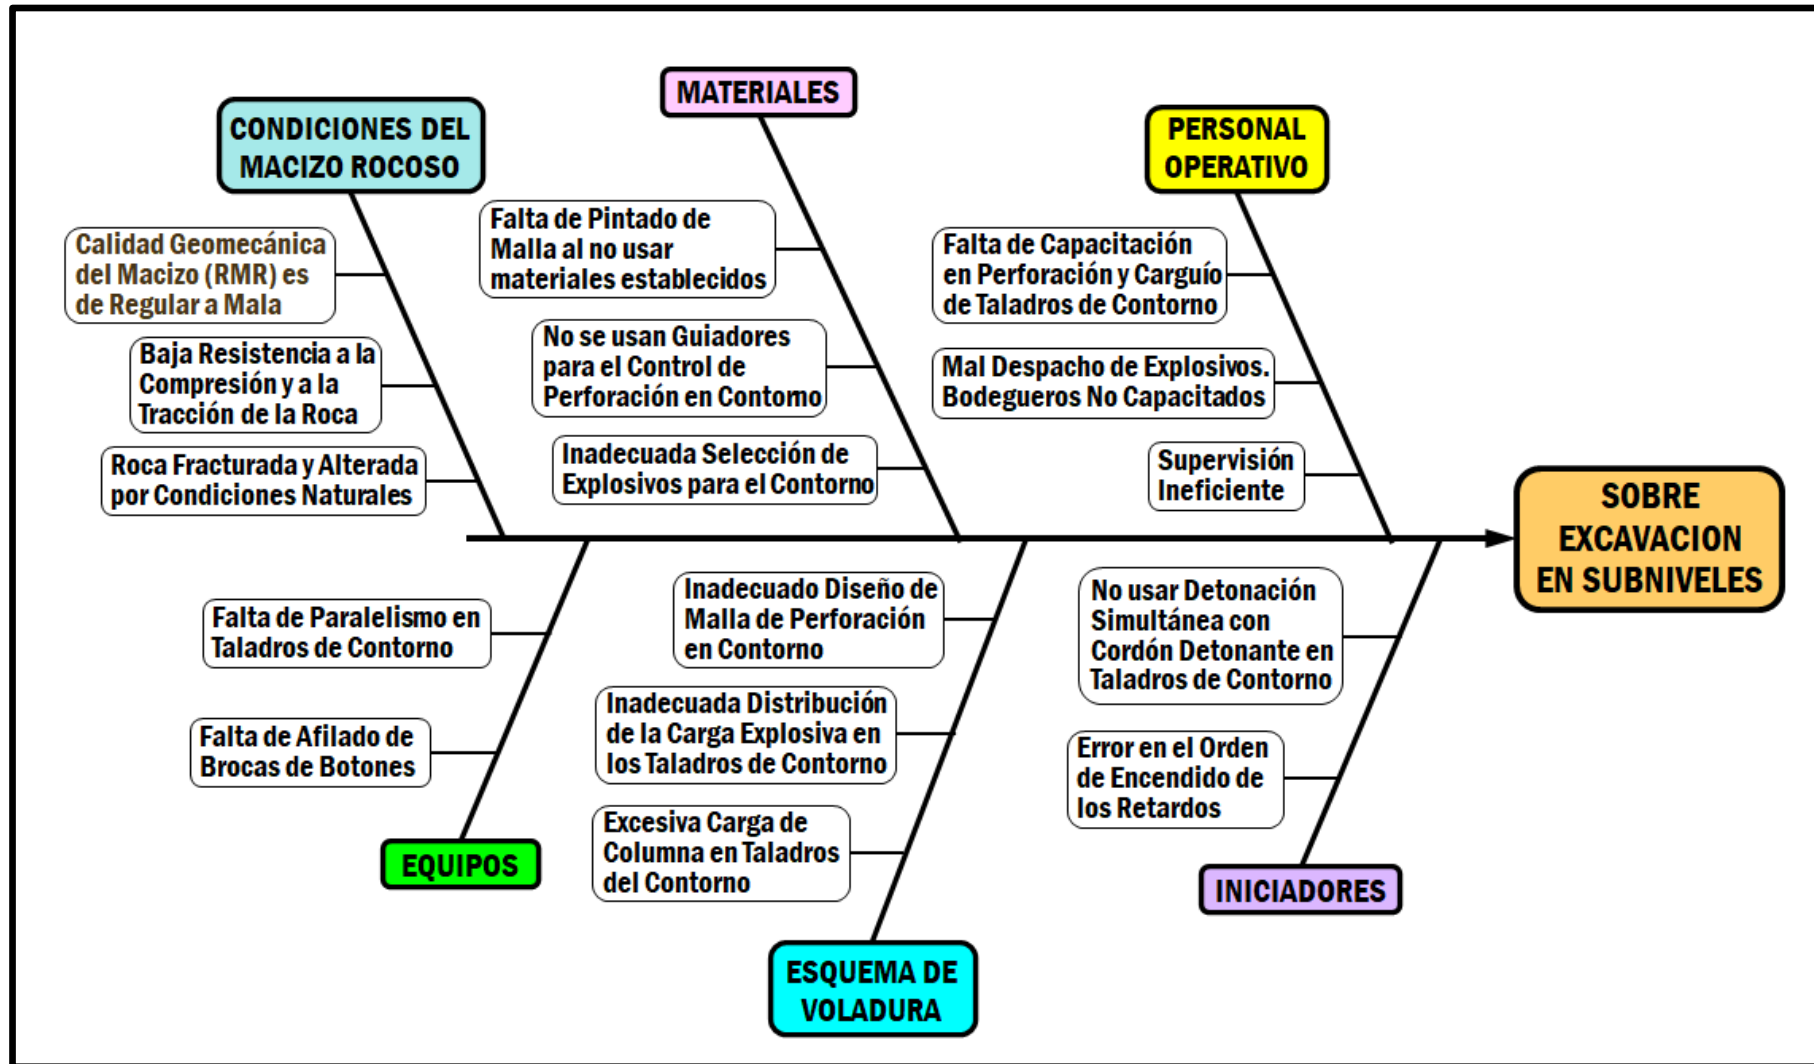 MATERIALES
CONDICIONES DEL
MACIZO ROCOSO
PERSONAL
OPERATIVO
Calidad Geomecánica
del Macizo (RMR) es
de Regular a Mala
Baja Resistencia a la
Compresión y a la
Tracción de la Roca
Roca Fracturada y Alterada
por Condiciones Naturales
Falta de Pintado de
Malla al no usar
materiales establecidos
No se usan Guiadores
para el Control de
Perforación en Contorno
Inadecuada Selección de
Explosivos para el Contorno
Falta de Capacitación
en Perforación y Carguío
de Taladros de Contorno
Mal Despacho de Explosivos.
Bodegueros No Capacitados
Supervisión
Ineficiente
SOBRE
EXCAVACION
EN SUBNIVELES
Falta de Paralelismo en
Taladros de Contorno
Falta de Afilado de
Brocas de Botones
EQUIPOS
Inadecuado Diseño de
Malla de Perforación
en Contorno
Inadecuada Distribución
de la Carga Explosiva en
los Taladros de Contorno
Excesiva Carga de
Columna en Taladros
del Contorno
ESQUEMA DE
VOLADURA
No usar Detonación
Simultánea con
Cordón Detonante en
Taladros de Contorno
Error en el Orden
de Encendido de
los Retardos
INICIADORES